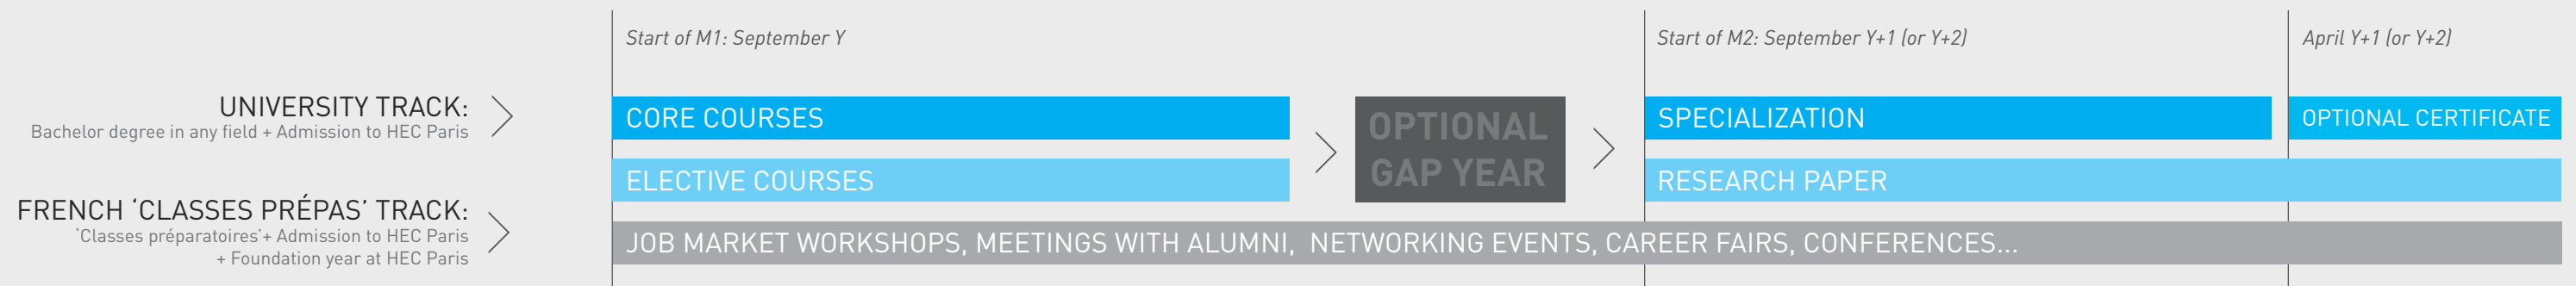 Start of M1: September Y
Start of M2: September Y+1 (or Y+2)
April Y+1 (or Y+2)
UNIVERSITY TRACK:
Bachelor degree in any field + Admission to HEC Paris
FRENCH ‘CLASSES PRÉPAS’ TRACK:
‘Classes préparatoires’+ Admission to HEC Paris
+ Foundation year at HEC Paris
CORE COURSES
ELECTIVE COURSES
OPTIONAL
GAP YEAR
SPECIALIZATION
OPTIONAL CERTIFICATE
RESEARCH PAPER
JOB MARKET WORKSHOPS, MEETINGS WITH ALUMNI, NETWORKING EVENTS, CAREER FAIRS, CONFERENCES...